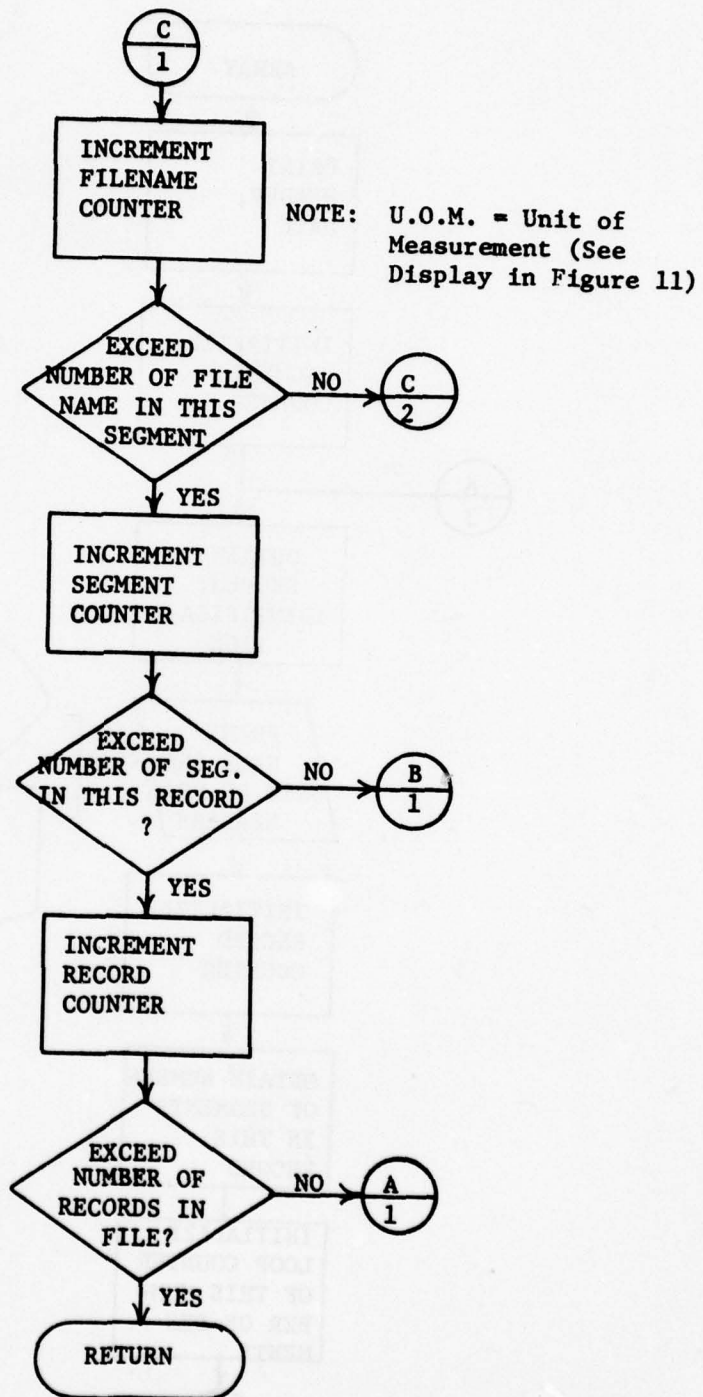 C
1
INCREMENT
FILENAME
COUNTER
NOTE: U.O.M. = Unit of
Measurement (See
Display in Figure 11)
EXCEED
NUMBER OF FILE
NAME IN THIS
SEGMENT
NO
C
2
YES
INCREMENT
SEGMENT
COUNTER
EXCEED
NUMBER OF SEG.
IN THIS RECORD
?
NO
B
1
YES
INCREMENT
RECORD
COUNTER
EXCEED
NUMBER OF
RECORDS IN
FILE?
NO
A
1
YES
RETURN